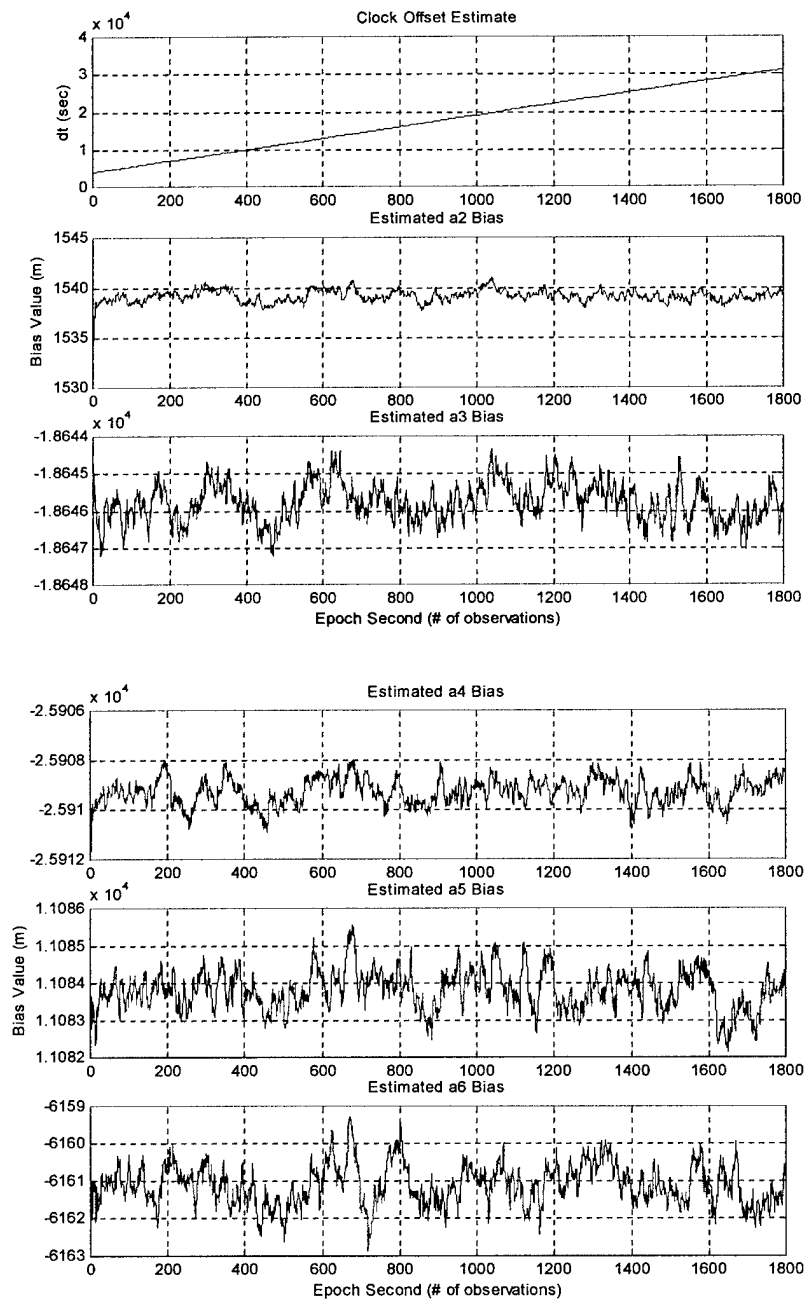 x 10^4
Clock Offset Estimate
dt (sec)
4
3
2
1
0
0 200 400 600 800 1000 1200 1400 1600 1800
Estimated a2 Bias
Bias Value (m)
1545
1540
1535
1530
0 200 400 600 800 1000 1200 1400 1600 1800
x 10^4
Estimated a3 Bias
-1.8644
-1.8645
-1.8646
-1.8647
-1.8648
0 200 400 600 800 1000 1200 1400 1600 1800
Epoch Second (# of observations)
x 10^4
Estimated a4 Bias
-2.5906
-2.5908
-2.591
-2.5912
0 200 400 600 800 1000 1200 1400 1600 1800
x 10^4
Estimated a5 Bias
Bias Value (m)
1.1086
1.1085
1.1084
1.1083
1.1082
0 200 400 600 800 1000 1200 1400 1600 1800
Estimated a6 Bias
-6159
-6160
-6161
-6162
-6163
0 200 400 600 800 1000 1200 1400 1600 1800
Epoch Second (# of observations)